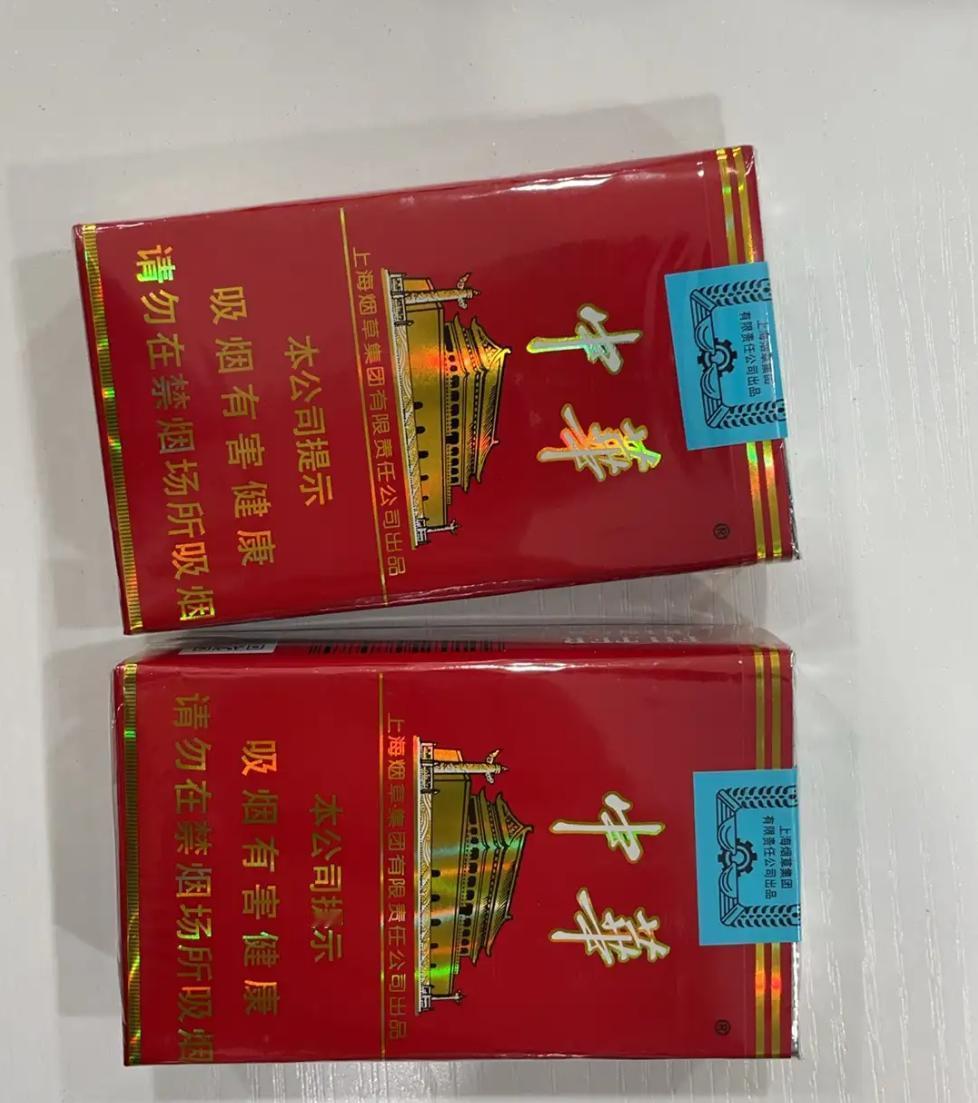 中華
®
上海烟草集团
有限责任公司出品
上海烟草集团有限责任公司出品
本公司提示
吸烟有害健康
请勿在禁烟场所吸烟
中華
®
上海烟草集团
有限责任公司出品
上海烟草集团有限责任公司出品
本公司提示
吸烟有害健康
请勿在禁烟场所吸烟